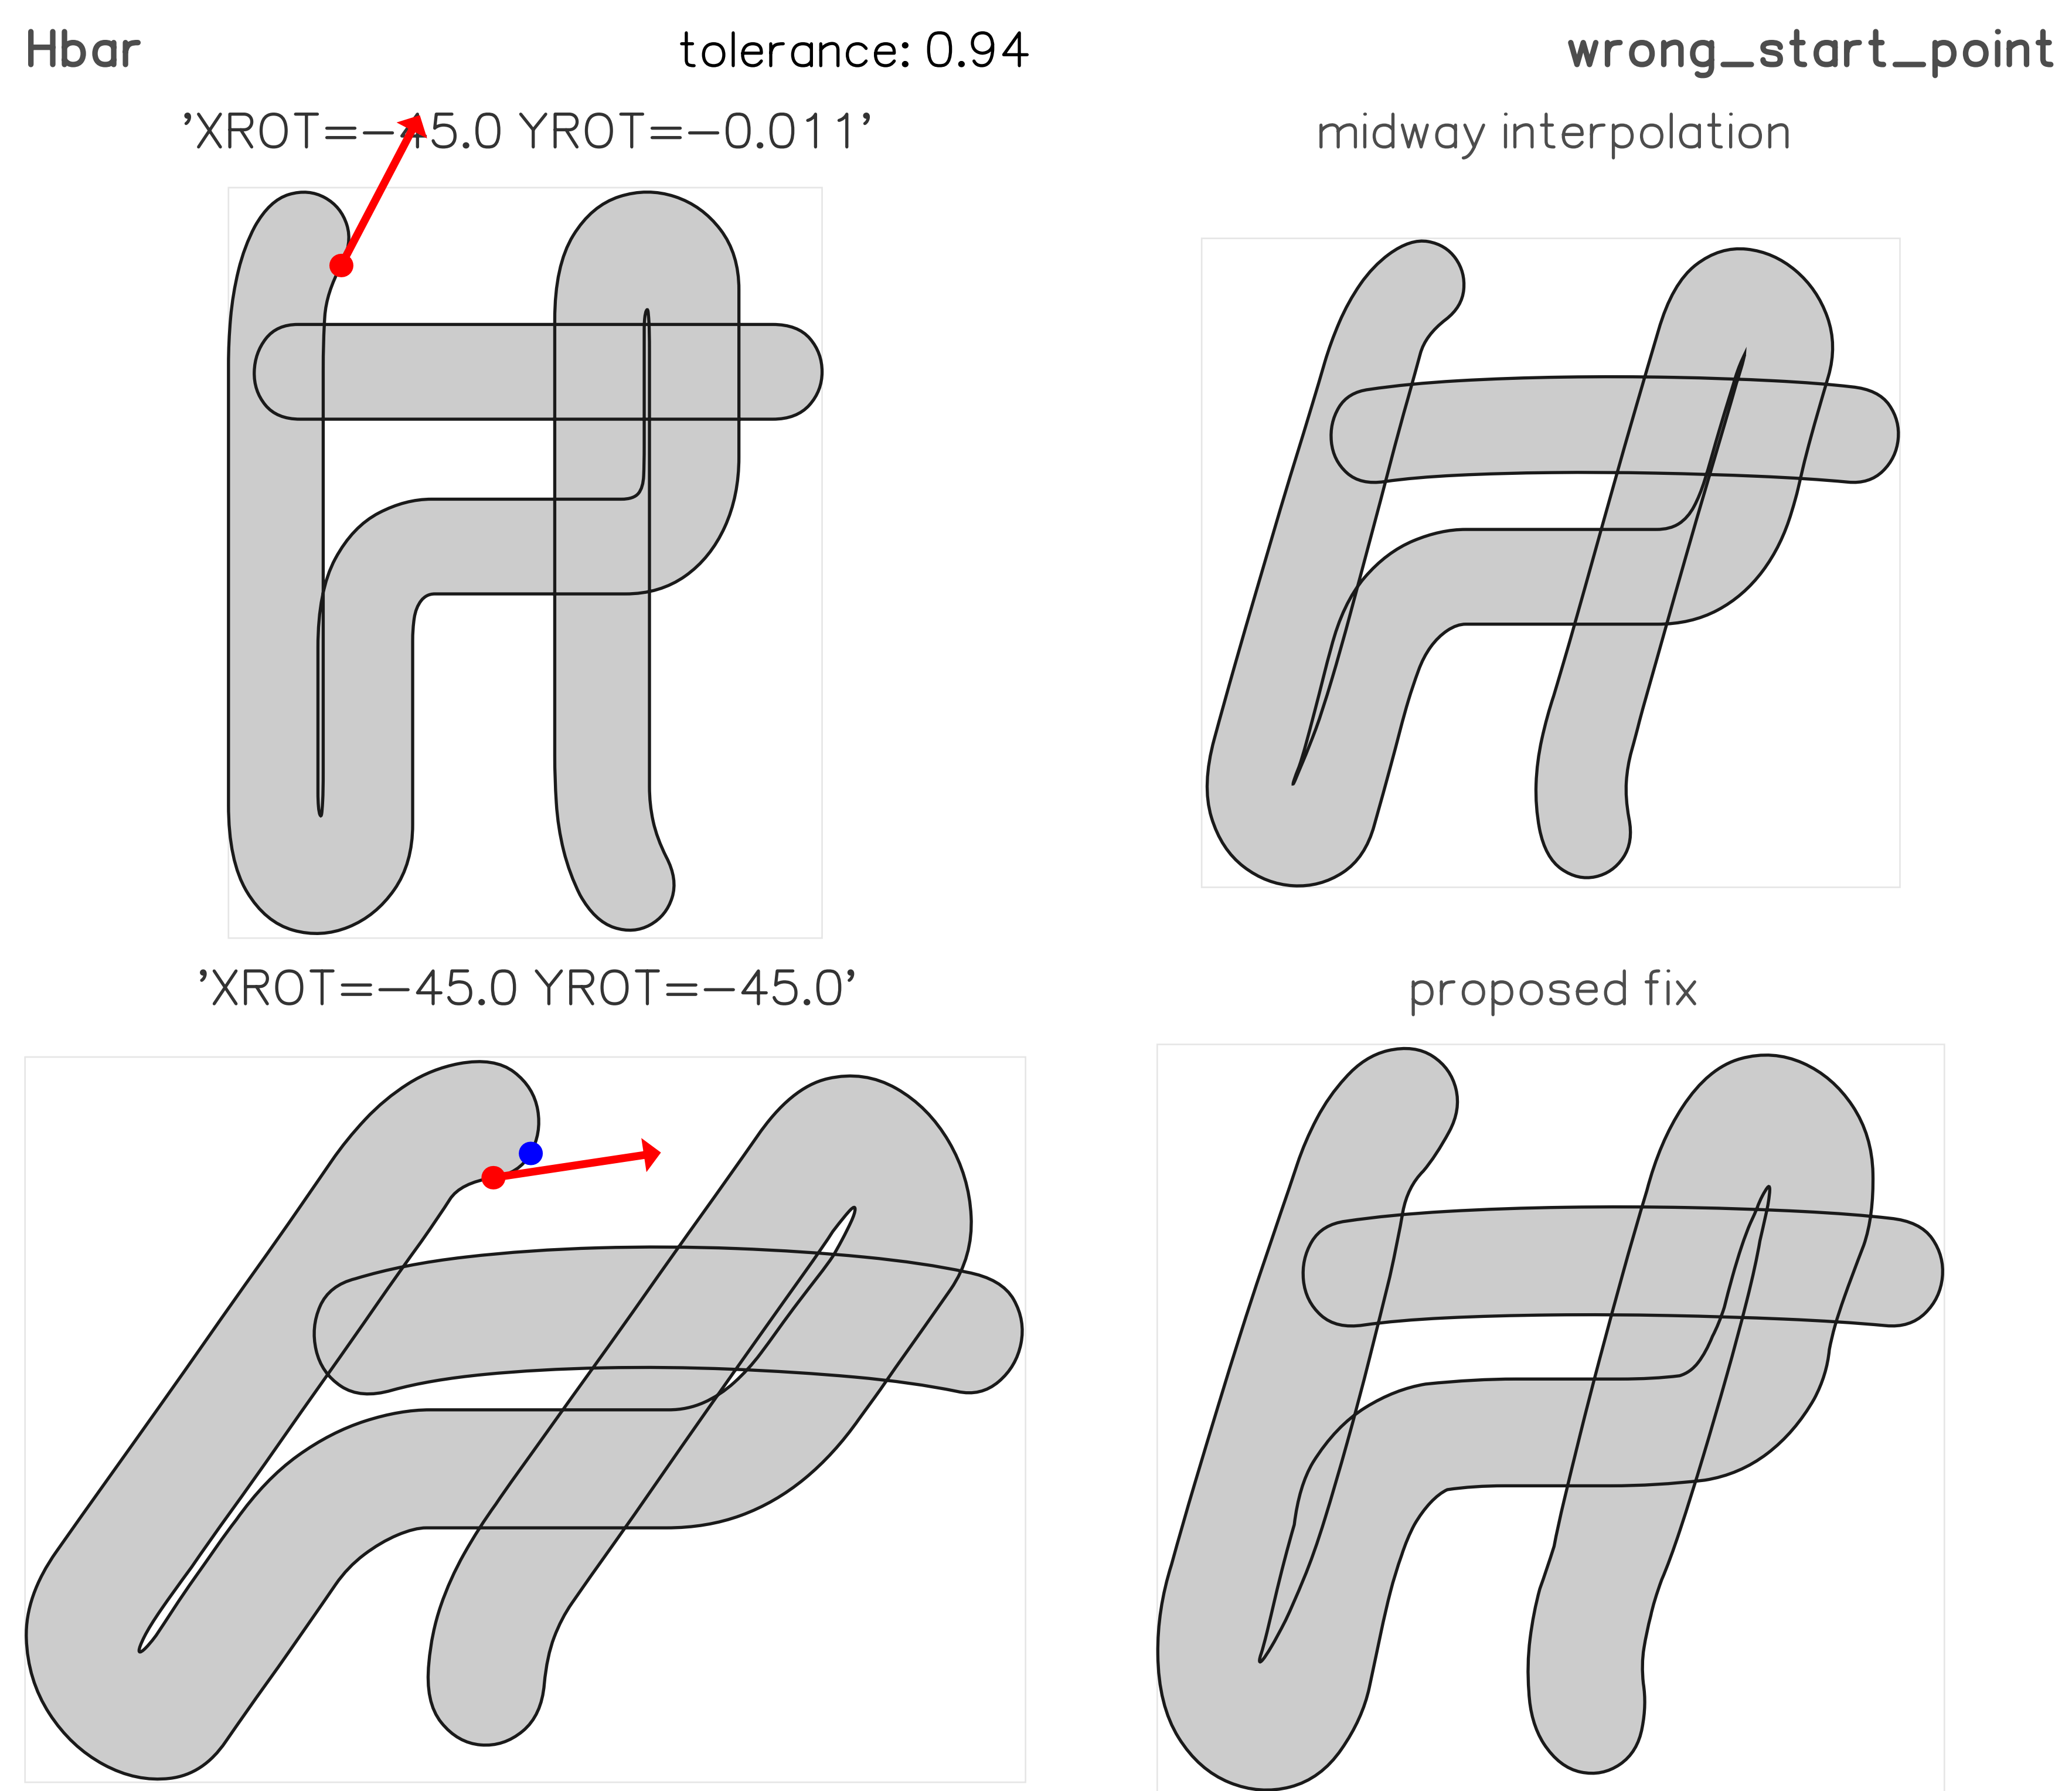 Hbar tolerance: 0.94 wrong_start_point
'XROT=-45.0 YROT=-0.011' midway interpolation
'XROT=-45.0 YROT=-45.0' proposed fix